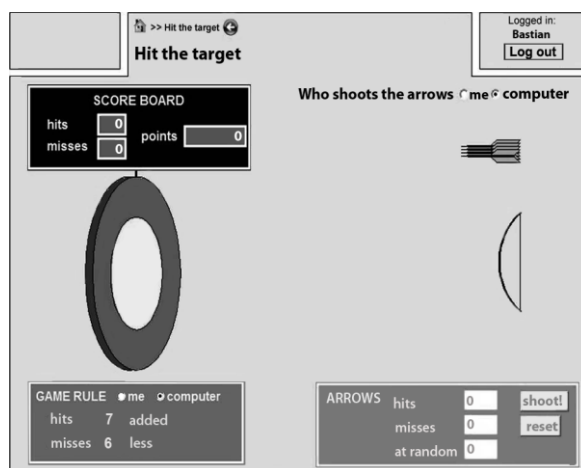 >> Hit the target
Hit the target
Logged in:
Bastian
Log out
SCORE BOARD
hits 0
misses 0
points 0
Who shoots the arrows me computer
GAME RULE me computer
hits 7 added
misses 6 less
ARROWS hits 0 shoot!
misses 0 reset
at random 0